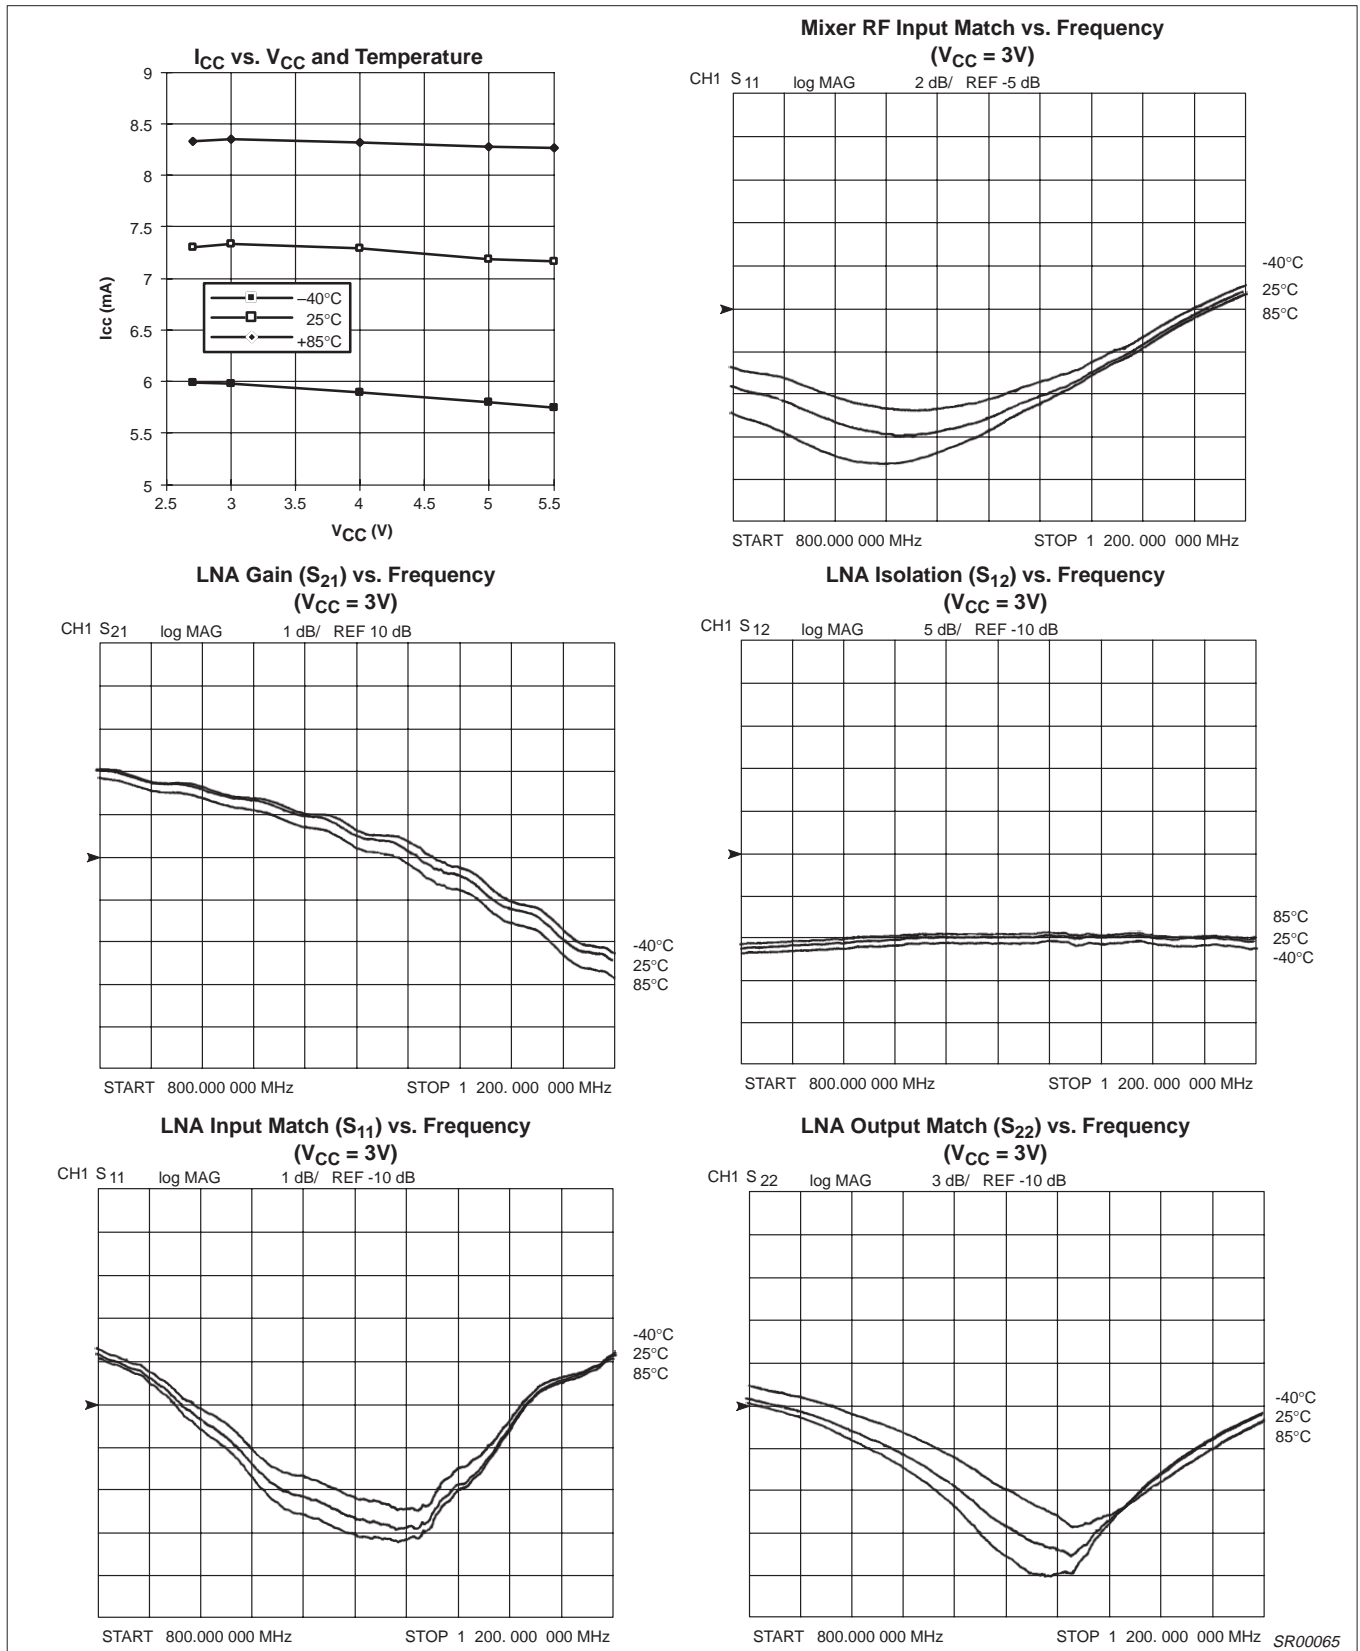 I_CC vs. V_CC and Temperature
9
8.5
8
7.5
7
6.5
6
5.5
5
Icc (mA)
–40°C
25°C
+85°C
2.5 3 3.5 4 4.5 5 5.5
V_CC (V)
Mixer RF Input Match vs. Frequency
(V_CC = 3V)
CH1 S_11 log MAG 2 dB/ REF -5 dB
-40°C
25°C
85°C
START 800.000 000 MHz STOP 1 200. 000 000 MHz
LNA Gain (S_21) vs. Frequency
(V_CC = 3V)
CH1 S_21 log MAG 1 dB/ REF 10 dB
-40°C
25°C
85°C
START 800.000 000 MHz STOP 1 200. 000 000 MHz
LNA Isolation (S_12) vs. Frequency
(V_CC = 3V)
CH1 S_12 log MAG 5 dB/ REF -10 dB
85°C
25°C
-40°C
START 800.000 000 MHz STOP 1 200. 000 000 MHz
LNA Input Match (S_11) vs. Frequency
(V_CC = 3V)
CH1 S_11 log MAG 1 dB/ REF -10 dB
-40°C
25°C
85°C
START 800.000 000 MHz STOP 1 200. 000 000 MHz
LNA Output Match (S_22) vs. Frequency
(V_CC = 3V)
CH1 S_22 log MAG 3 dB/ REF -10 dB
-40°C
25°C
85°C
START 800.000 000 MHz STOP 1 200. 000 000 MHz
SR00065